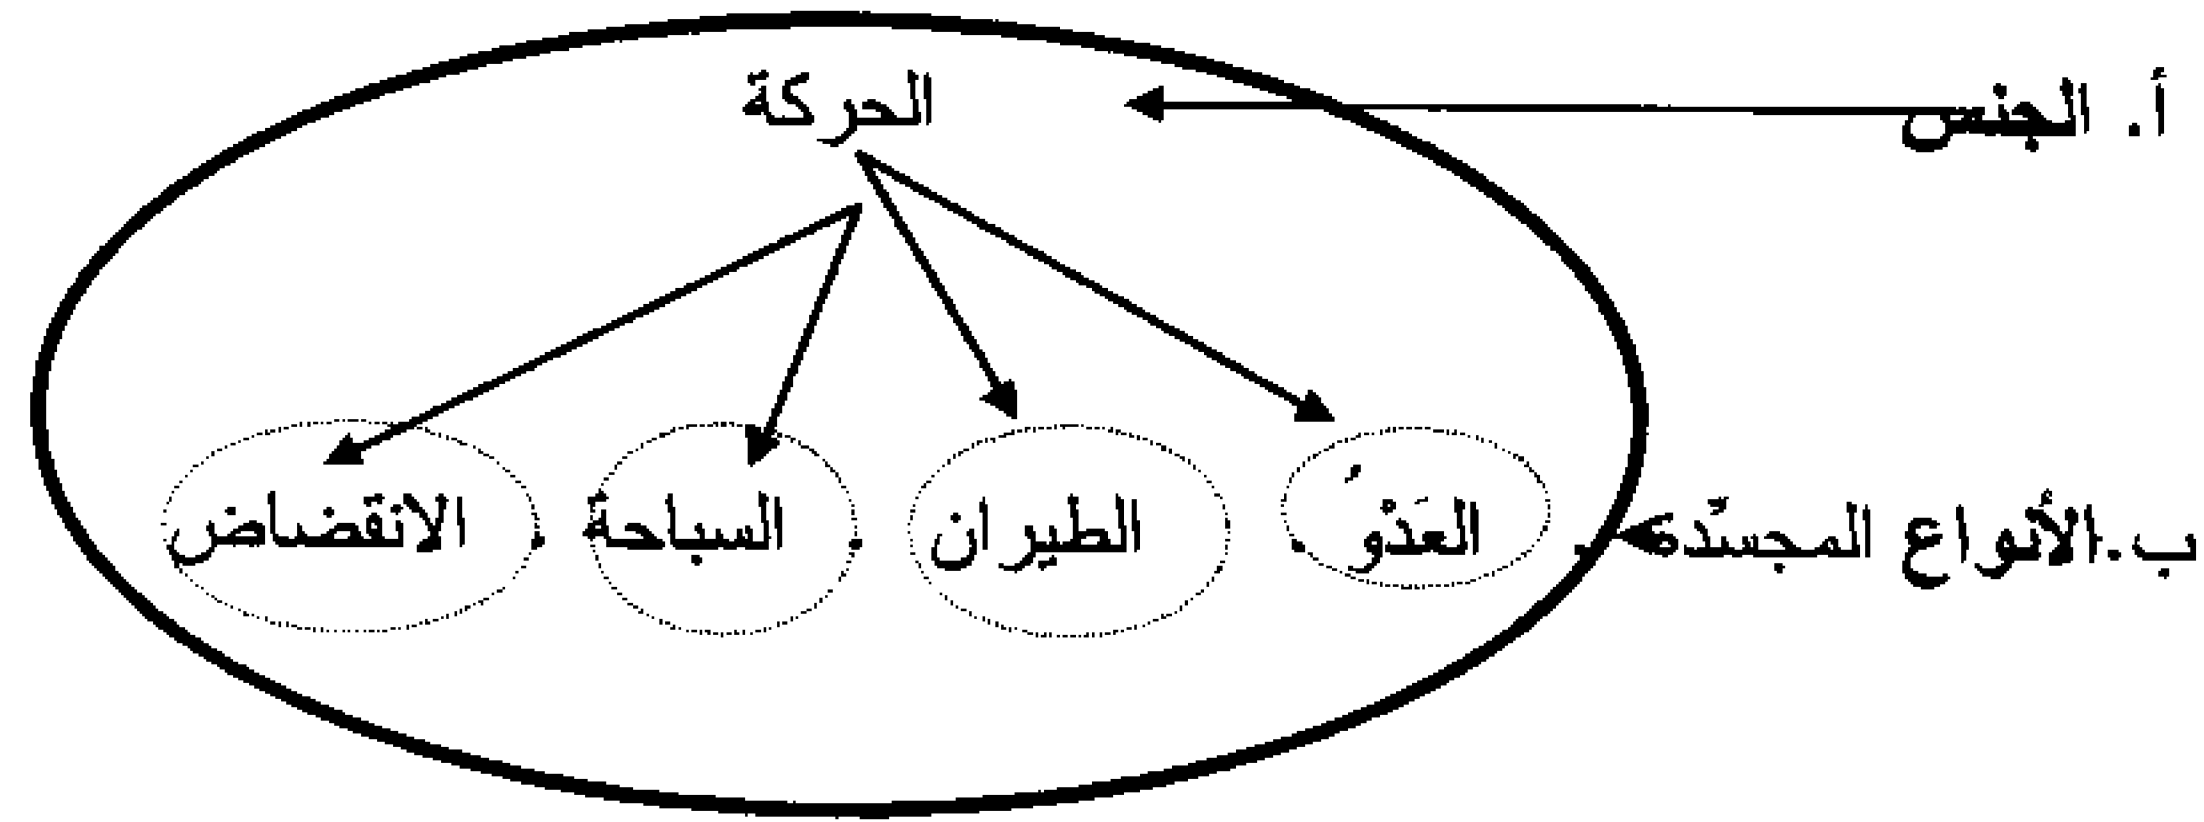 أ. الجنس
الحركة
ب.الأنواع المجسّدة
. العَدْوُ . الطيران . السباحة . الانقضاض